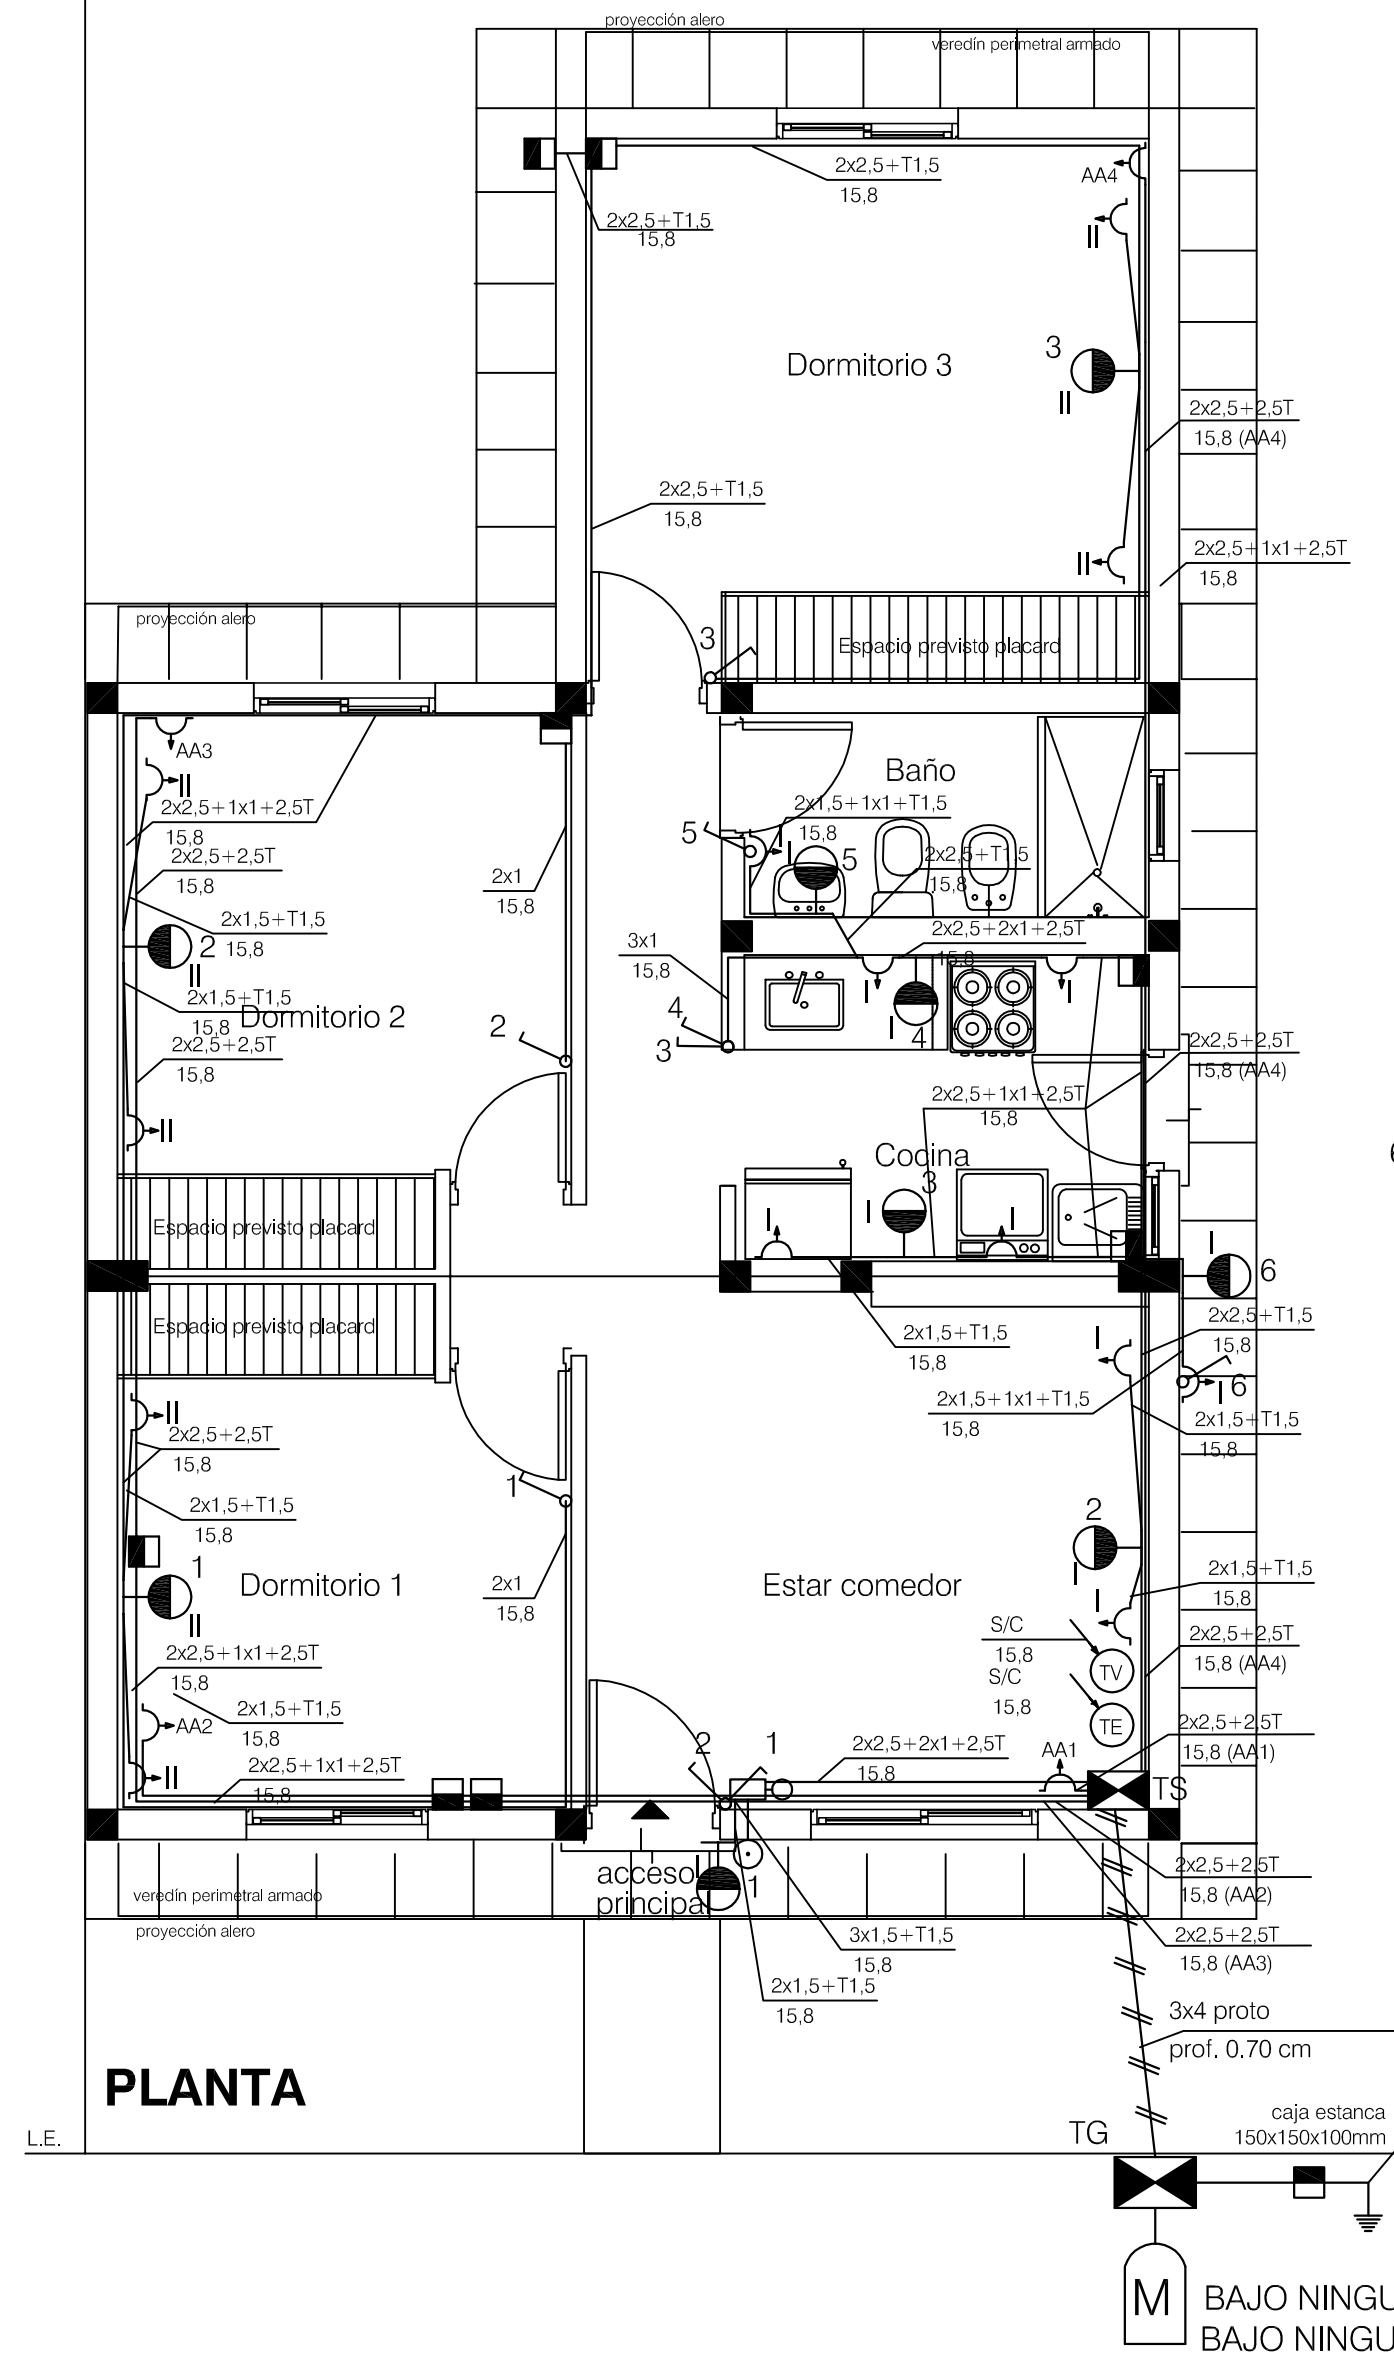 proyección alero
veredín perimetral armado
2x2,5+T1,5
15,8
AA4
2x2,5+T1,5
15,8
II
Dormitorio 3
3
II
2x2,5+2,5T
15,8 (AA4)
2x2,5+T1,5
15,8
2x2,5+1x1+2,5T
15,8
II
proyección alero
3
Espacio previsto placard
AA3
II
Baño
2x2,5+1x1+2,5T
15,8
2x1,5+1x1+T1,5
15,8
5
I
5
2x2,5+2,5T
15,8
2x2,5+T1,5
15,8
2x1
15,8
2x1,5+T1,5
15,8
2
II
3x1
15,8
2x2,5+2x1+2,5T
15,8
I
I
I
4
2x1,5+T1,5
15,8
Dormitorio 2
2
4
3
2x2,5+2,5T
15,8
2x2,5+2,5T
15,8 (AA4)
2x2,5+1x1+2,5T
15,8
II
Cocina
3
I
I
I
Espacio previsto placard
I
6
Espacio previsto placard
2x2,5+T1,5
15,8
2x1,5+T1,5
15,8
I
2x1,5+1x1+T1,5
15,8
I 6
2x1,5+T1,5
15,8
II
2x2,5+2,5T
15,8
1
2x1,5+T1,5
15,8
2
I
1
Dormitorio 1
II
2x1
15,8
Estar comedor
2x1,5+T1,5
15,8
I
S/C
15,8
TV
2x2,5+2,5T
15,8 (AA4)
2x2,5+1x1+2,5T
15,8
S/C
15,8
TE
2x1,5+T1,5
15,8
AA2
2x2,5+2,5T
15,8 (AA1)
2
1
2x2,5+2x1+2,5T
15,8
AA1
2x2,5+1x1+2,5T
15,8
II
TS
I
1
acceso
principal
2x2,5+2,5T
15,8 (AA2)
veredín perimetral armado
proyección alero
3x1,5+T1,5
15,8
2x2,5+2,5T
15,8 (AA3)
2x1,5+T1,5
15,8
3x4 proto
prof. 0.70 cm
PLANTA
L.E.
TG
caja estanca
150x150x100mm
M
BAJO NINGU
BAJO NINGU